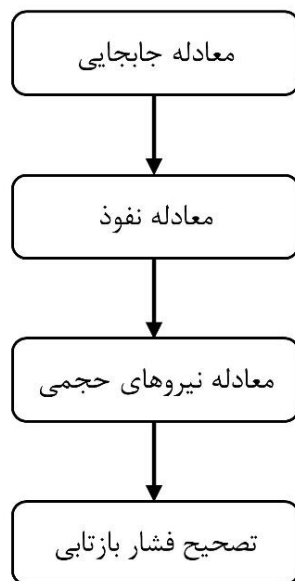 معادله جابجایی
معادله نفوذ
معادله نیروهای حجمی
تصحیح فشار بازتابی